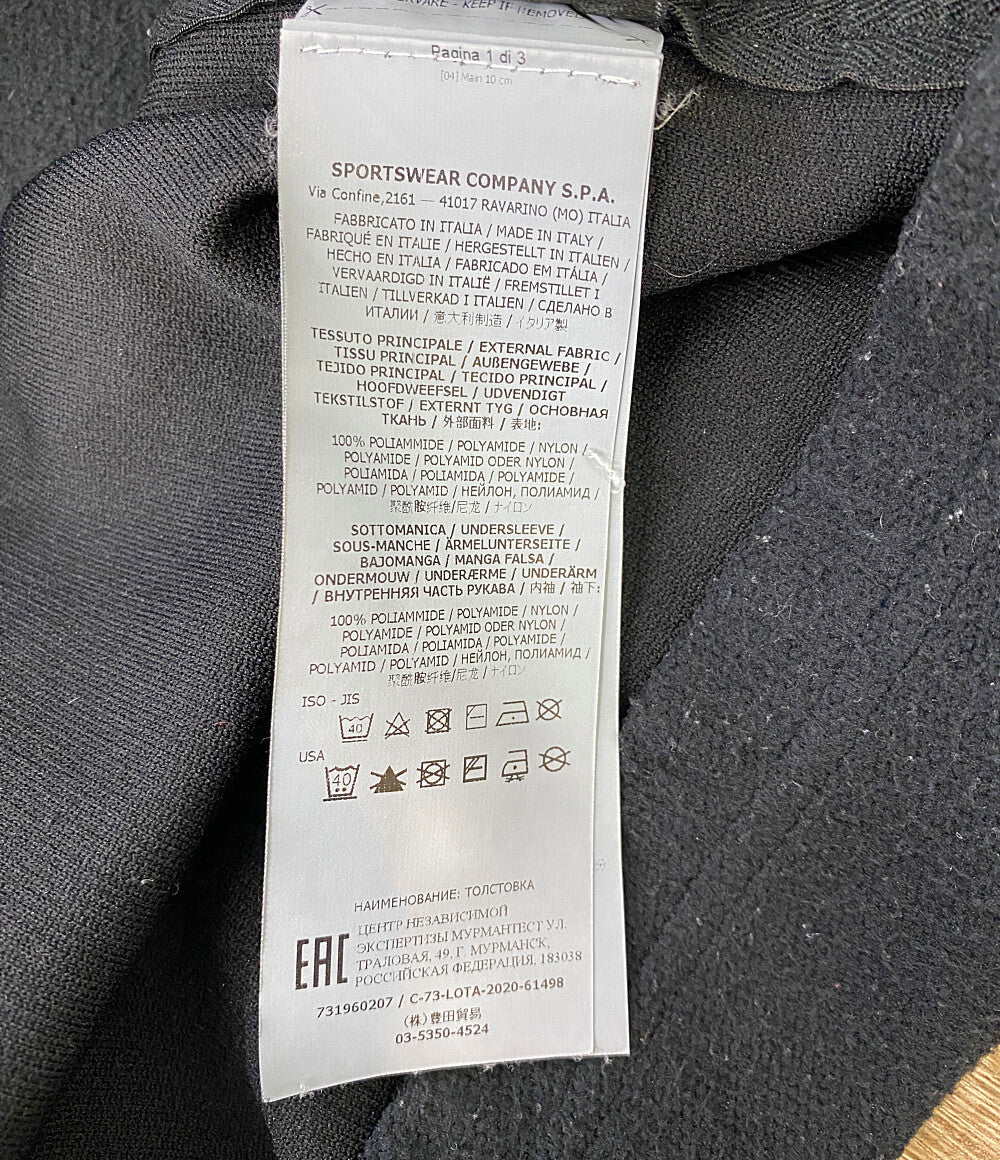 KEEP IF REMOVED
Pagina 1 di 3
[04] Main 10 cm
SPORTSWEAR COMPANY S.P.A.
Via Confine,2161 — 41017 RAVARINO (MO) ITALIA
FABBRICATO IN ITALIA / MADE IN ITALY /
FABRIQUÉ EN ITALIE / HERGESTELLT IN ITALIEN /
HECHO EN ITALIA / FABRICADO EM ITÁLIA /
VERVAARDIGD IN ITALIË / FREMSTILLET I
ITALIEN / TILLVERKAD I ITALIEN / СДЕЛАНО В
ИТАЛИИ / 意大利制造 / イタリア製
TESSUTO PRINCIPALE / EXTERNAL FABRIC /
TISSU PRINCIPAL / AUßENGEWEBE /
TEJIDO PRINCIPAL / TECIDO PRINCIPAL /
HOOFDWEEFSEL / UDVENDIGT
TEKSTILSTOF / EXTERNT TYG / ОСНОВНАЯ
ТКАНЬ / 外部面料 / 表地:
100% POLIAMMIDE / POLYAMIDE / NYLON /
POLYAMIDE / POLYAMID ODER NYLON /
POLIAMIDA / POLIAMIDA / POLYAMIDE /
POLYAMID / POLYAMID / НЕЙЛОН, ПОЛИАМИД /
聚酰胺纤维/尼龙 / ナイロン
SOTTOMANICA / UNDERSLEEVE /
SOUS-MANCHE / ÄRMELUNTERSEITE /
BAJOMANGA / MANGA FALSA /
ONDERMOUW / UNDERÆRME / UNDERÄRM
/ ВНУТРЕННЯЯ ЧАСТЬ РУКАВА / 内袖 / 袖下:
100% POLIAMMIDE / POLYAMIDE / NYLON /
POLYAMIDE / POLYAMID ODER NYLON /
POLIAMIDA / POLIAMIDA / POLYAMIDE /
POLYAMID / POLYAMID / НЕЙЛОН, ПОЛИАМИД /
聚酰胺纤维/尼龙 / ナイロン
ISO - JIS
40
USA
40
НАИМЕНОВАНИЕ: ТОЛСТОВКА
EAC
ЦЕНТР НЕЗАВИСИМОЙ
ЭКСПЕРТИЗЫ МУРМАНТЕСТ УЛ.
ТРАЛОВАЯ, 49, Г. МУРМАНСК,
РОССИЙСКАЯ ФЕДЕРАЦИЯ, 183038
731960207 / C-73-LOTA-2020-61498
(株)豊田貿易
03-5350-4524